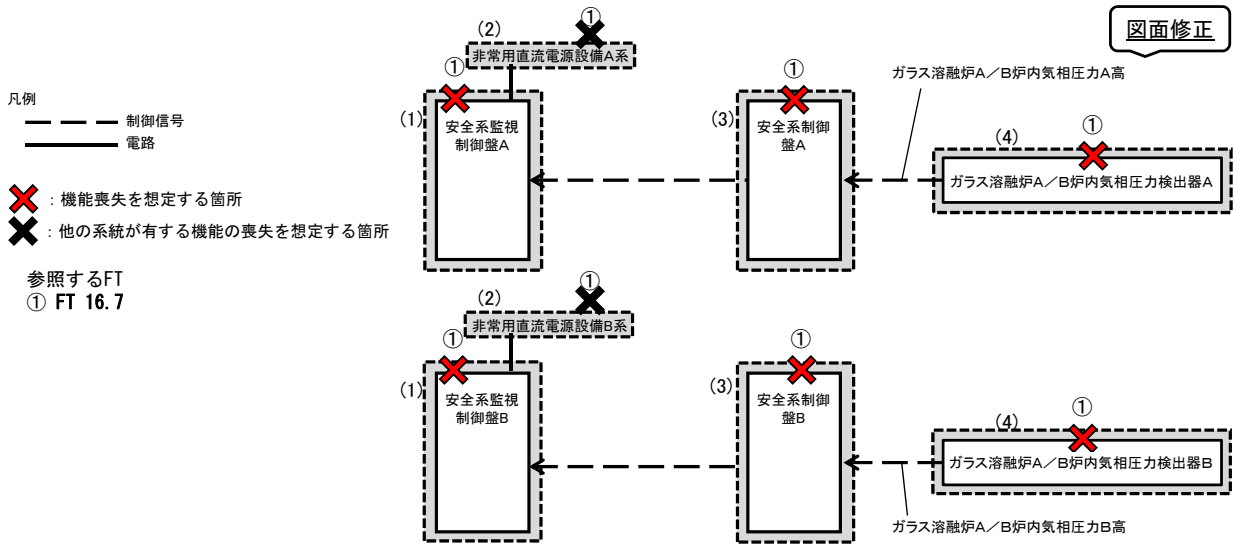 図面修正
凡例
制御信号
電路
：機能喪失を想定する箇所
：他の系統が有する機能の喪失を想定する箇所
参照するFT
① FT 16.7
(2)
①
非常用直流電源設備A系
①
(1)
安全系監視
制御盤A
①
(3)
安全系制御
盤A
ガラス溶融炉A／B炉内気相圧力A高
(4)
①
ガラス溶融炉A／B炉内気相圧力検出器A
(2)
①
非常用直流電源設備B系
①
(1)
安全系監視
制御盤B
①
(3)
安全系制御
盤B
(4)
①
ガラス溶融炉A／B炉内気相圧力検出器B
ガラス溶融炉A／B炉内気相圧力B高